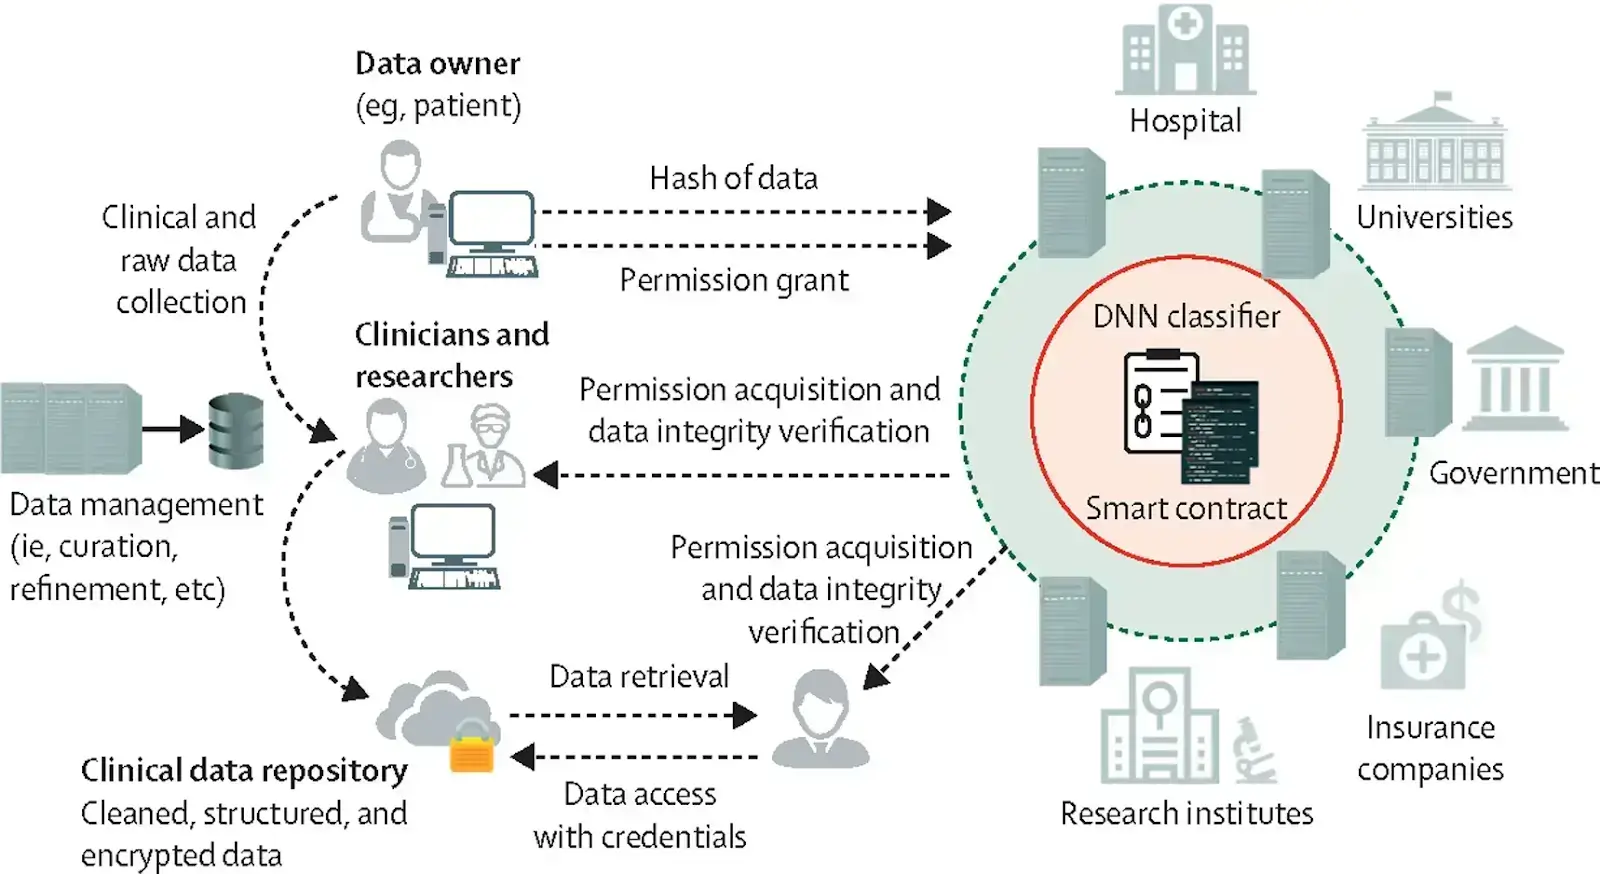 Data owner
(eg, patient)
Hospital
Universities
Hash of data
Permission grant
Clinical and
raw data
collection
DNN classifier
Smart contract
Clinicians and
researchers
Permission acquisition and
data integrity verification
Government
Data management
(ie, curation,
refinement, etc)
Permission acquisition
and data integrity
verification
Data retrieval
Data access
with credentials
Clinical data repository
Cleaned, structured, and
encrypted data
Insurance
companies
Research institutes